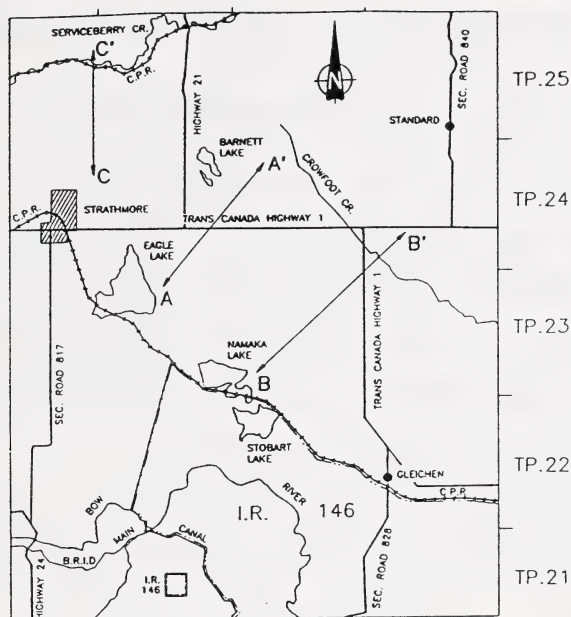 SERVICEBERRY CR.
C'
C.P.R.
HIGHWAY 21
SEC. ROAD 840
TP.25
N
STANDARD
BARNETT
LAKE
A'
CROWFOOT CR.
C
STRATHMORE
C.P.R.
TRANS CANADA HIGHWAY 1
TP.24
EAGLE
LAKE
A
B'
TRANS CANADA HIGHWAY 1
TP.23
SEC. ROAD 817
NAMAKA
LAKE
B
STOBART
LAKE
GLEICHEN
C.P.R
TP.22
BOW
RIVER
I.R. 146
MAIN
CANAL
B.R.I.D
HIGHWAY 24
I.R.
146
SEC. ROAD 828
TP.21